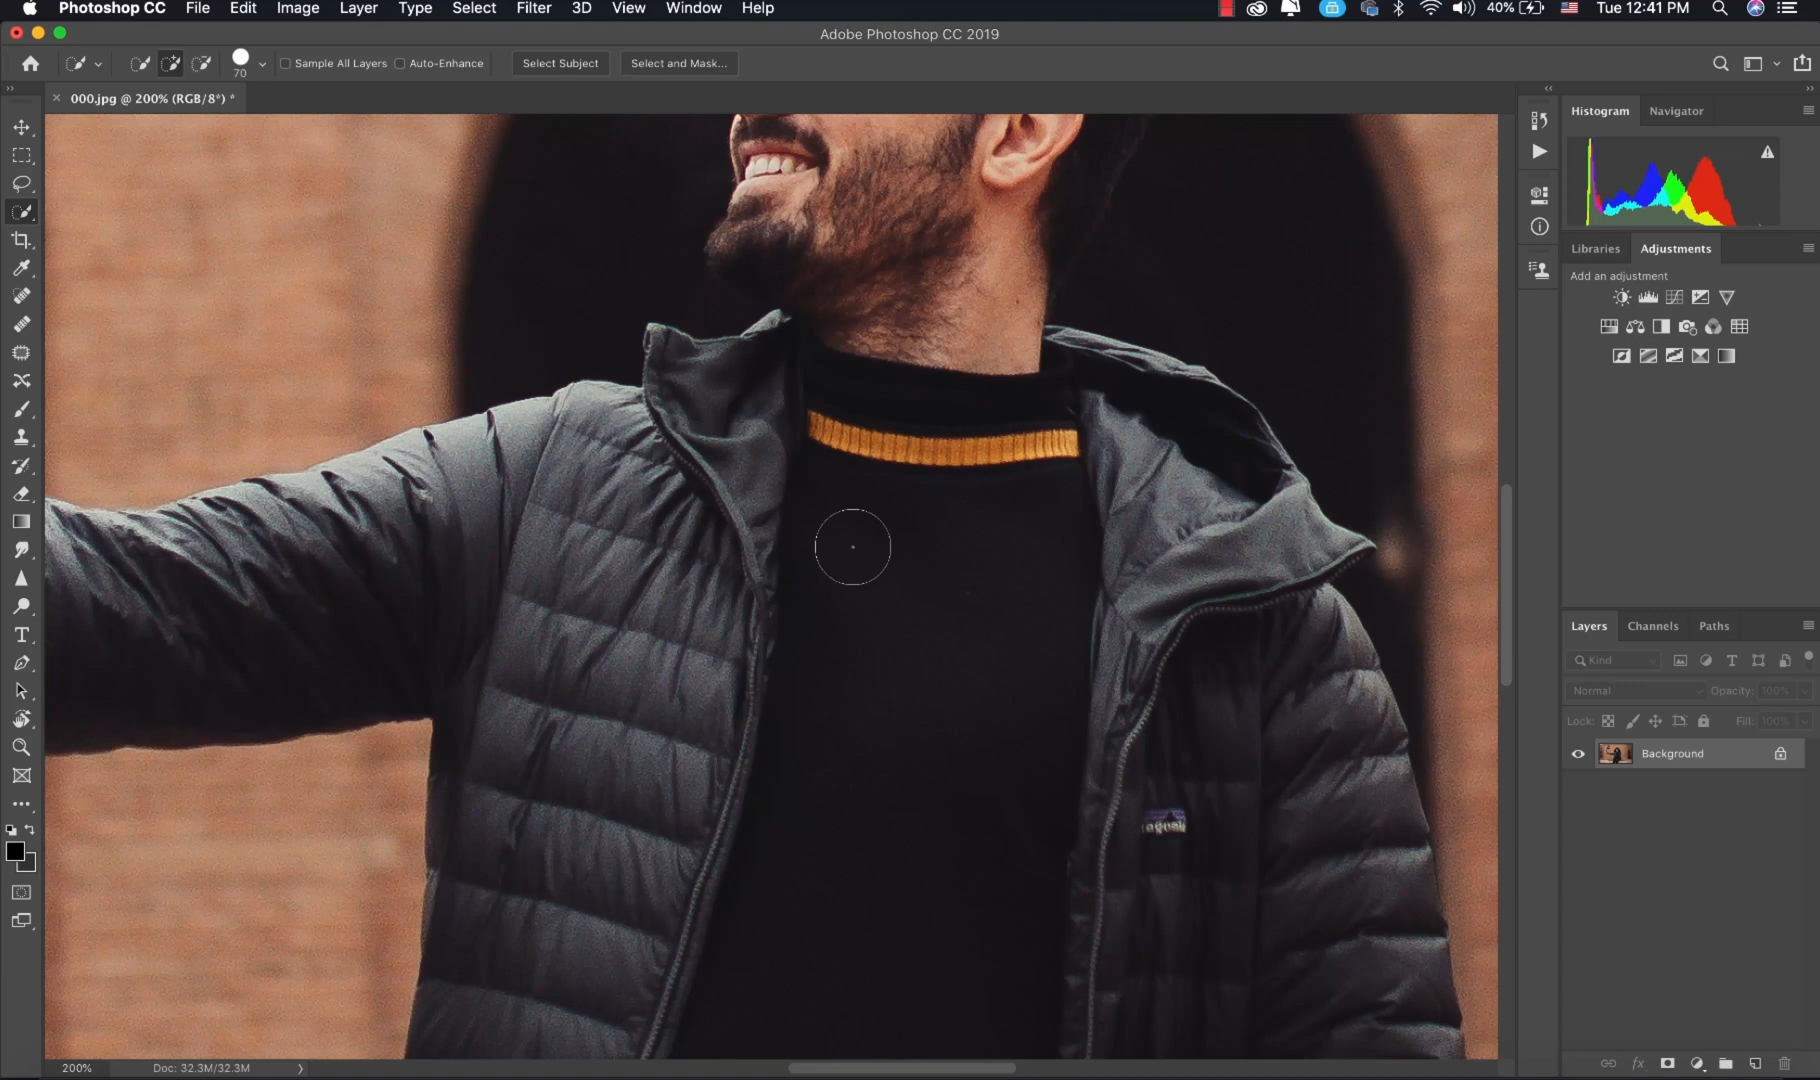 Photoshop CC File Edit Image Layer Type Select Filter 3D View Window Help 40% Tue 12:41 PM
Adobe Photoshop CC 2019
70 Sample All Layers Auto-Enhance Select Subject Select and Mask...
000.jpg @ 200% (RGB/8*) *
Histogram Navigator
Libraries Adjustments
Add an adjustment
Layers Channels Paths
Kind
Normal Opacity: 100%
Lock: Fill: 100%
Background
fx
200% Doc: 32.3M/32.3M